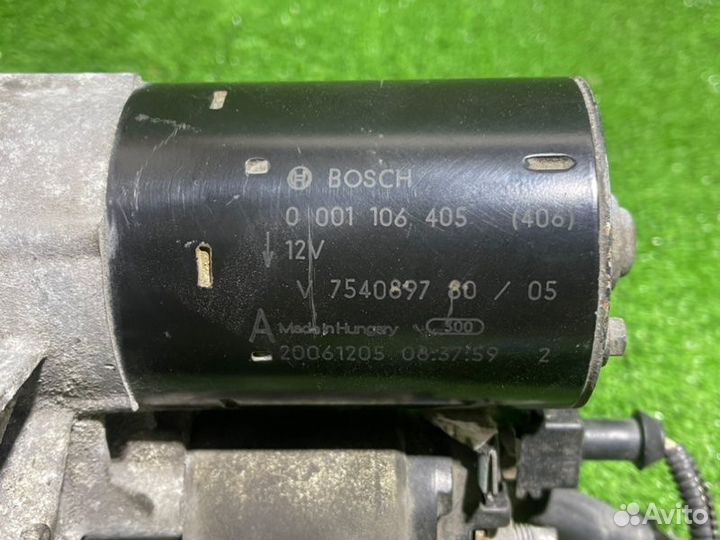 BOSCH
0 001 106 405 (406)
12V
V 7540897 80 / 05
A Made in Hungary 500
20061205 08:37:59 2
Avito